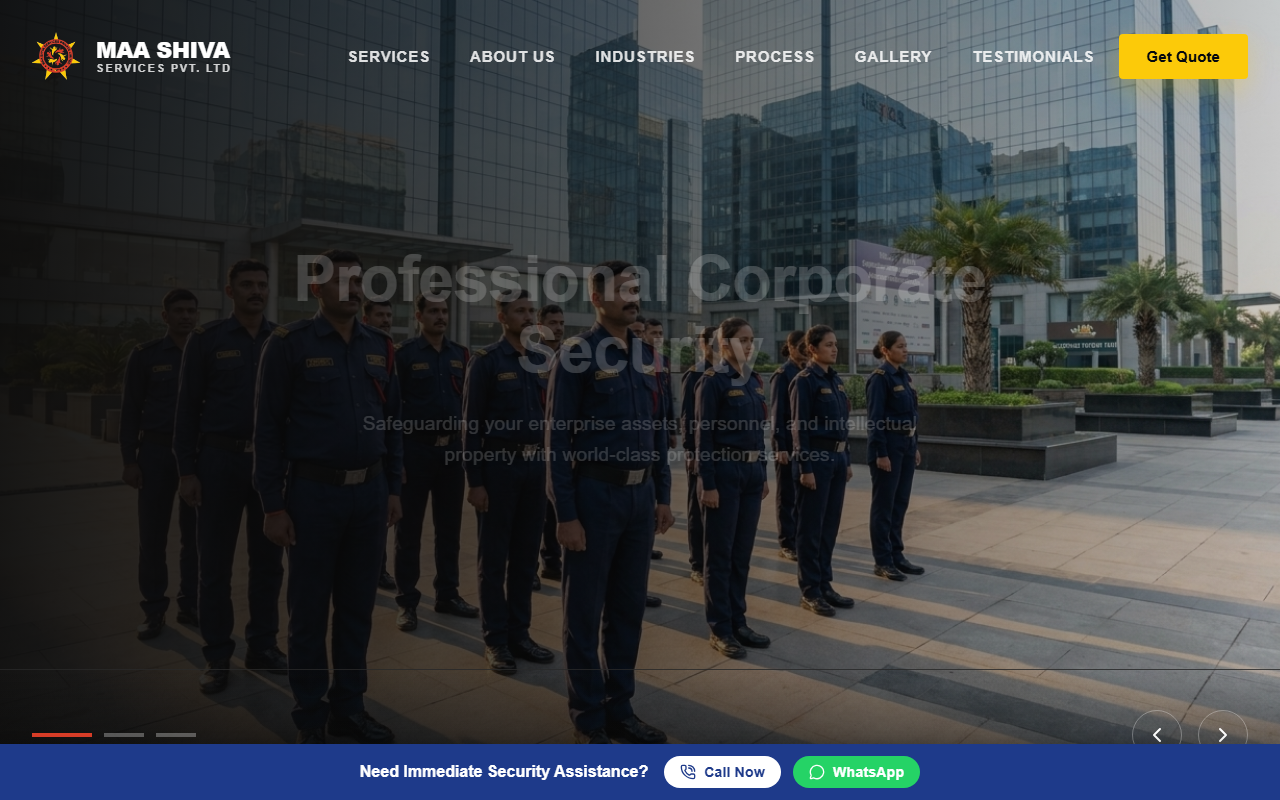 MAA SHIVA
SERVICES PVT. LTD
SERVICES
ABOUT US
INDUSTRIES
PROCESS
GALLERY
TESTIMONIALS
Get Quote
Professional Corporate
Security
Safeguarding your enterprise assets, personnel, and intellectual
property with world-class protection services.
Need Immediate Security Assistance?
Call Now
WhatsApp